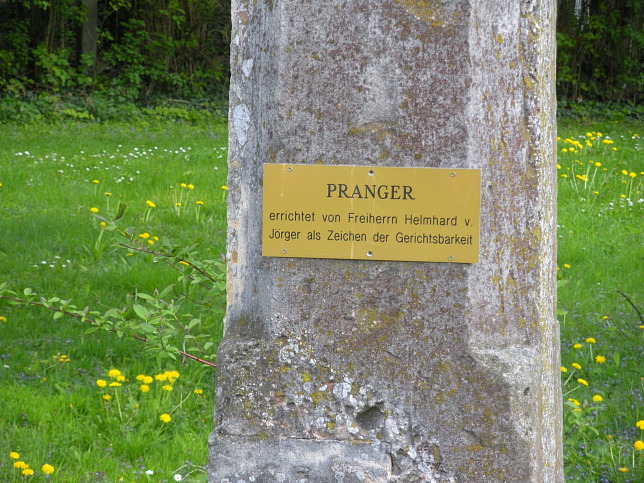 PRANGER
errichtet von Freiherrn Helmhard v.
Jörger als Zeichen der Gerichtsbarkeit